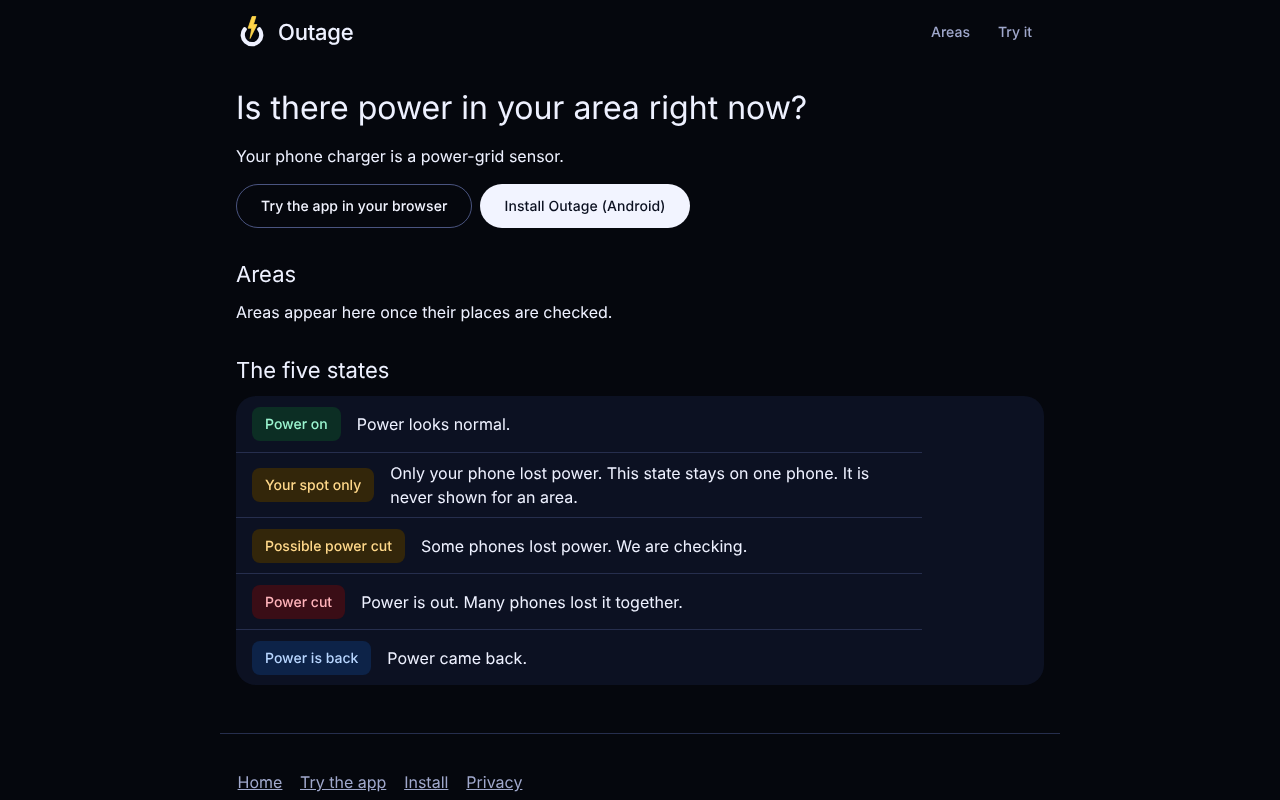 Outage
Areas
Try it
Is there power in your area right now?
Your phone charger is a power-grid sensor.
Try the app in your browser
Install Outage (Android)
Areas
Areas appear here once their places are checked.
The five states
Power on
Power looks normal.
Your spot only
Only your phone lost power. This state stays on one phone. It is
never shown for an area.
Possible power cut
Some phones lost power. We are checking.
Power cut
Power is out. Many phones lost it together.
Power is back
Power came back.
Home
Try the app
Install
Privacy